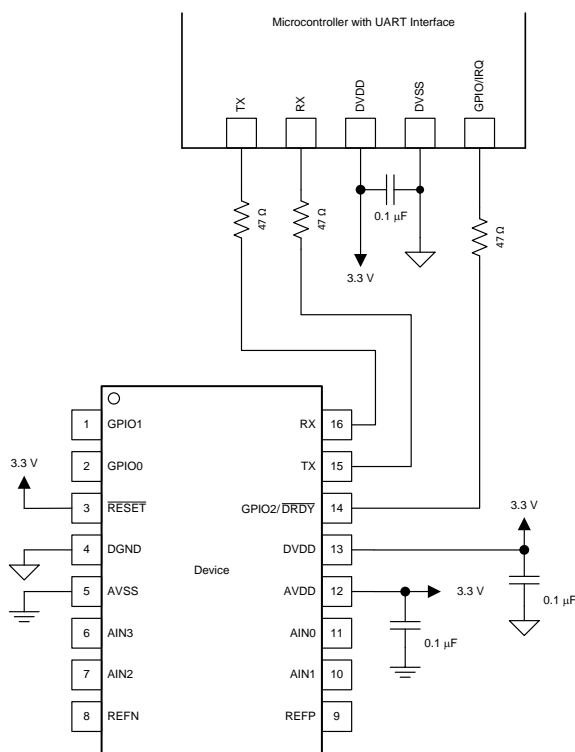 Microcontroller with UART Interface
TX
RX
DVDD
DVSS
GPIO/IRQ
47 Ω
47 Ω
0.1 μF
47 Ω
3.3 V
1 GPIO1 RX 16
2 GPIO0 TX 15
3.3 V
3 RESET GPIO2/DRDY 14
3.3 V
4 DGND DVDD 13
Device
5 AVSS AVDD 12
3.3 V
0.1 μF
6 AIN3 AIN0 11
0.1 μF
7 AIN2 AIN1 10
8 REFN REFP 9